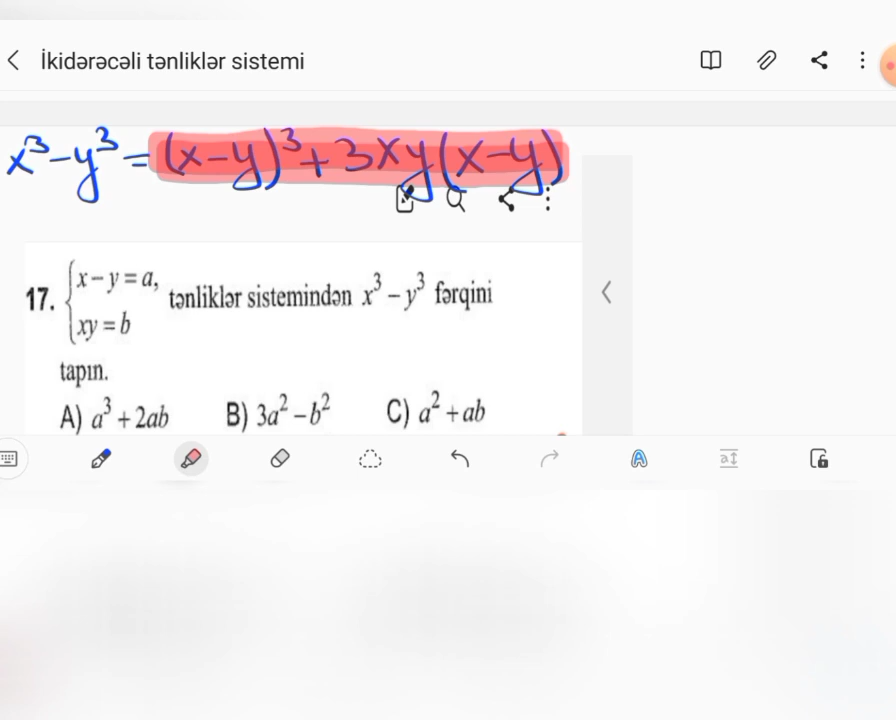 İkidərəcəli tənliklər sistemi
x³-y³=(x-y)³+3xy(x-y)
17. {x-y=a, xy=b tənliklər sistemindən x³-y³ fərqini
tapın.
A) a³+2ab B) 3a²-b² C) a²+ab